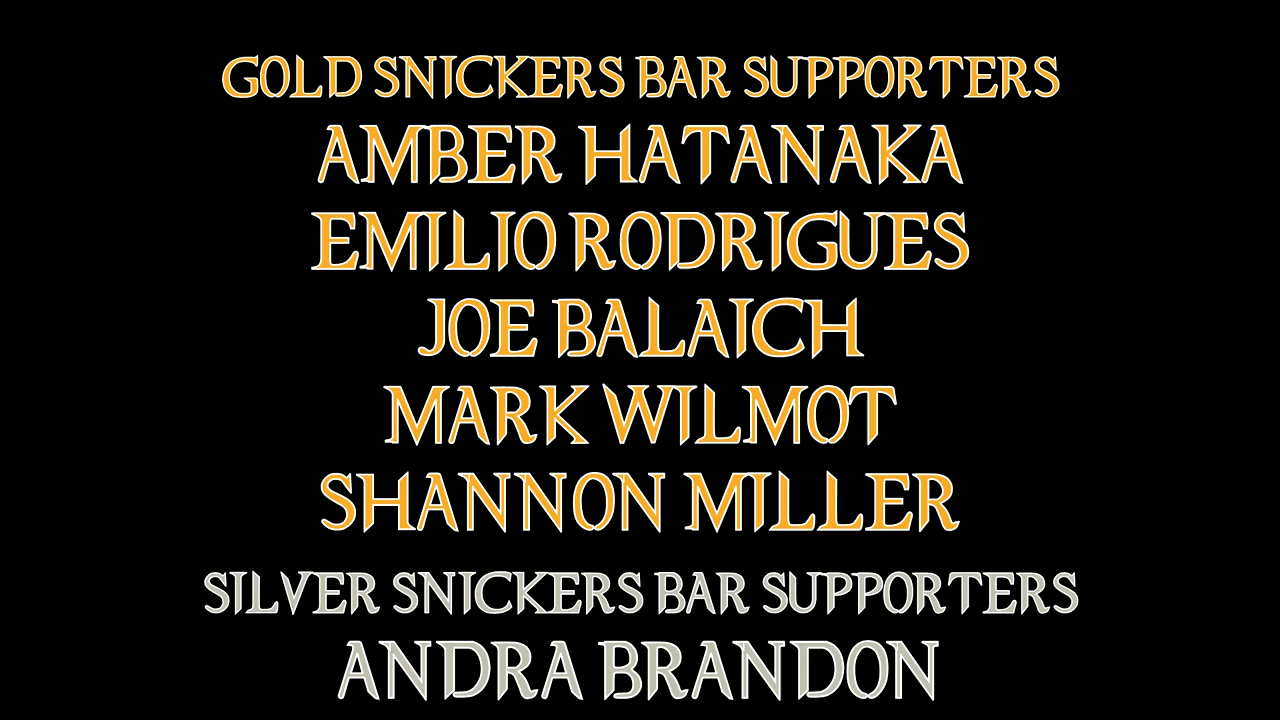 GOLD SNICKERS BAR SUPPORTERS
AMBER HATANAKA
EMILIO RODRIGUES
JOE BALAICH
MARK WILMOT
SHANNON MILLER
SILVER SNICKERS BAR SUPPORTERS
ANDRA BRANDON